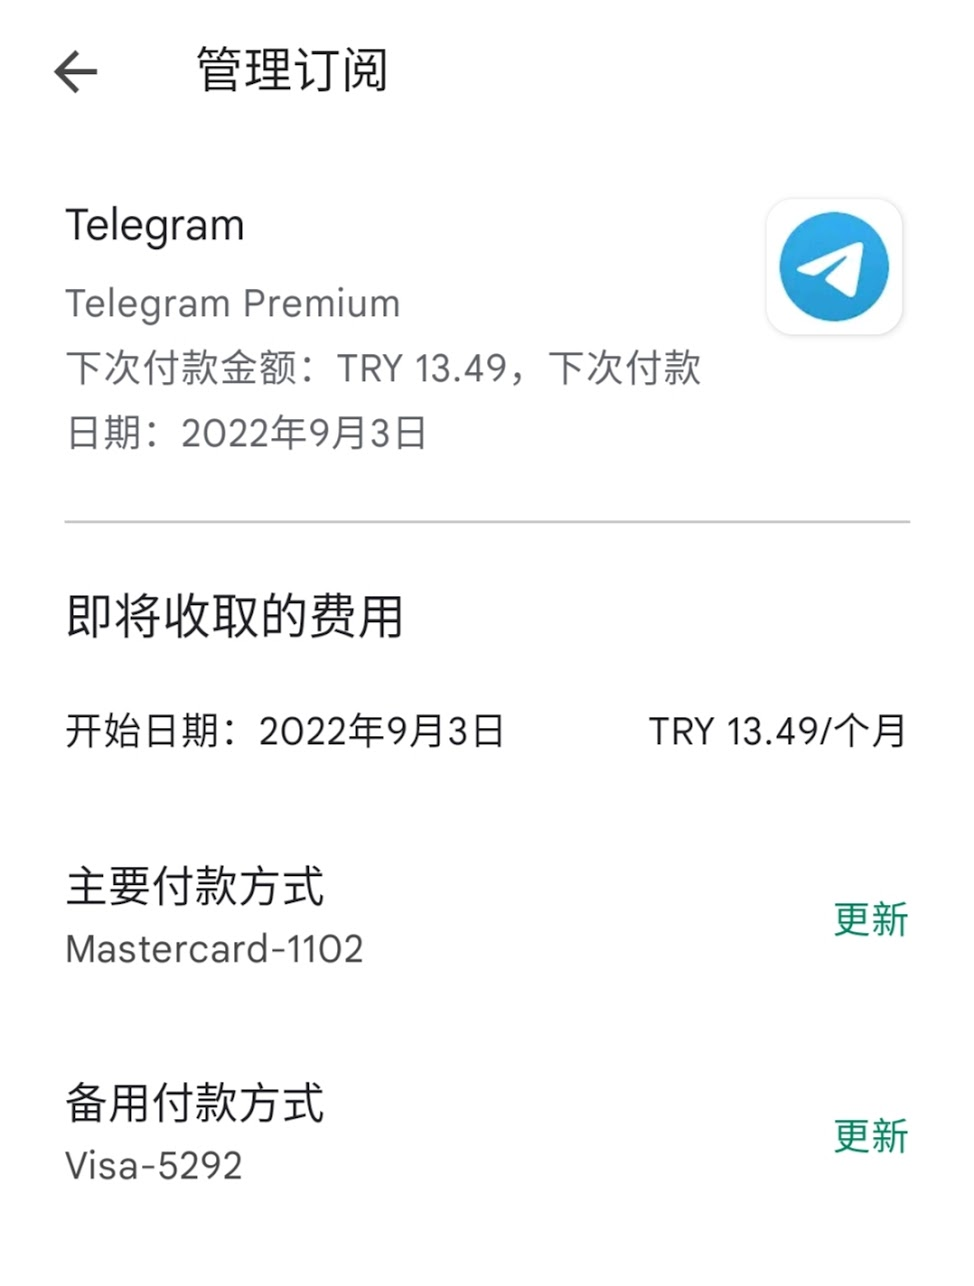 管理订阅
Telegram
Telegram Premium
下次付款金额：TRY 13.49，下次付款
日期：2022年9月3日
即将收取的费用
开始日期：2022年9月3日 TRY 13.49/个月
主要付款方式
Mastercard-1102
更新
备用付款方式
Visa-5292
更新